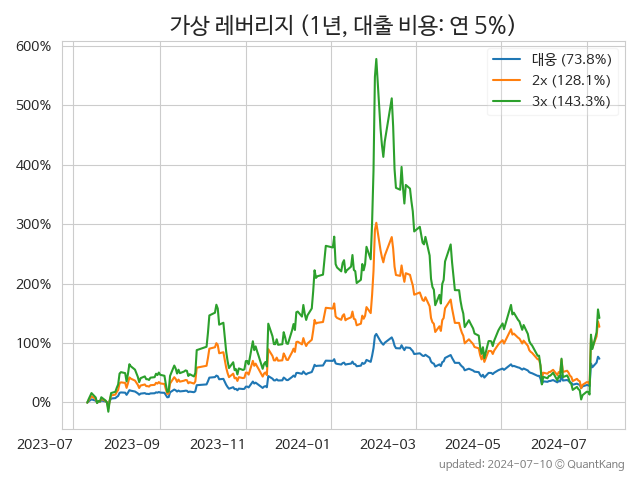 가상 레버리지 (1년, 대출 비용: 연 5%)
600%
500%
400%
300%
200%
100%
0%
대웅 (73.8%)
2x (128.1%)
3x (143.3%)
2023-07
2023-09
2023-11
2024-01
2024-03
2024-05
2024-07
updated: 2024-07-10 © QuantKang